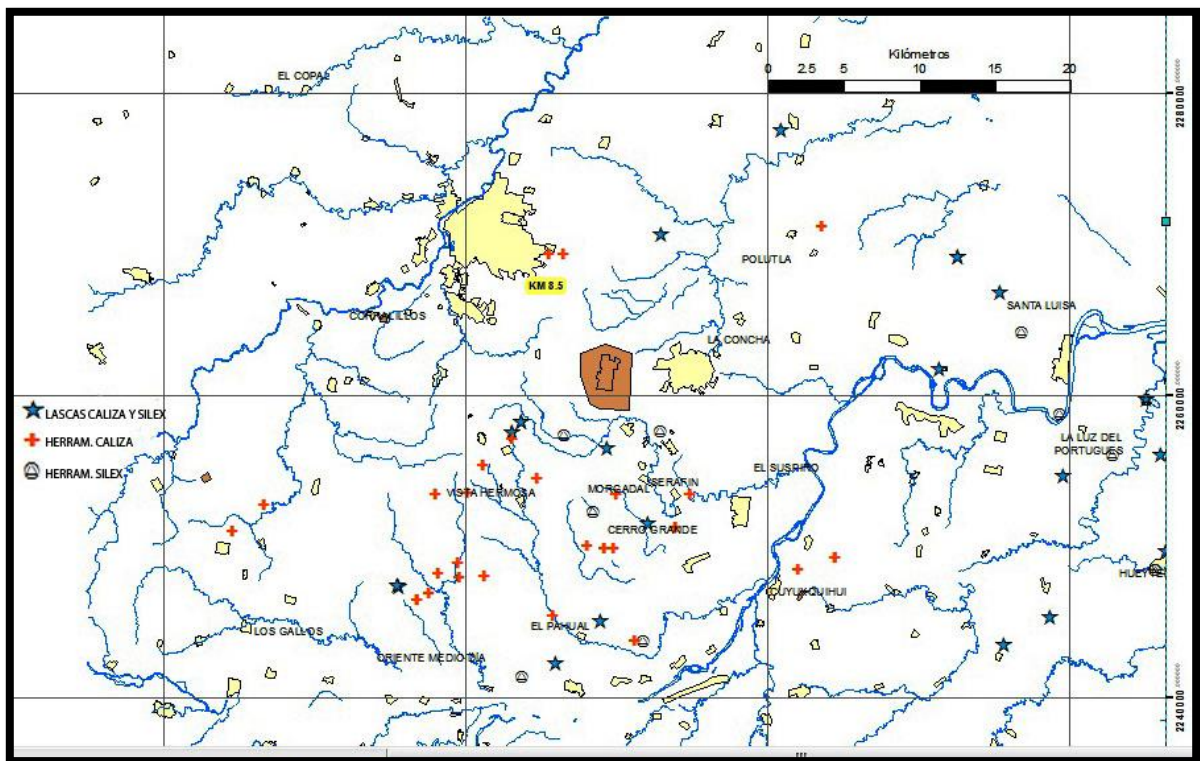 Kilómetros
0 2.5 5 10 15 20
EL COPAL
2280000
POLUTLA
KM 8.5
SANTA LUISA
CORRALILLOS
LA CONCHA
2260000
LASCAS CALIZA Y SILEX
HERRAM. CALIZA
HERRAM. SILEX
LA LUZ DEL
PORTUGUES
EL SUSPIRO
SERAFIN
MORGADAL
VISTA HERMOSA
CERRO GRANDE
CUYUXQUIHUI
EL PAHUAL
LOS GALLOS
ORIENTE MEDIO DÍA
2240000